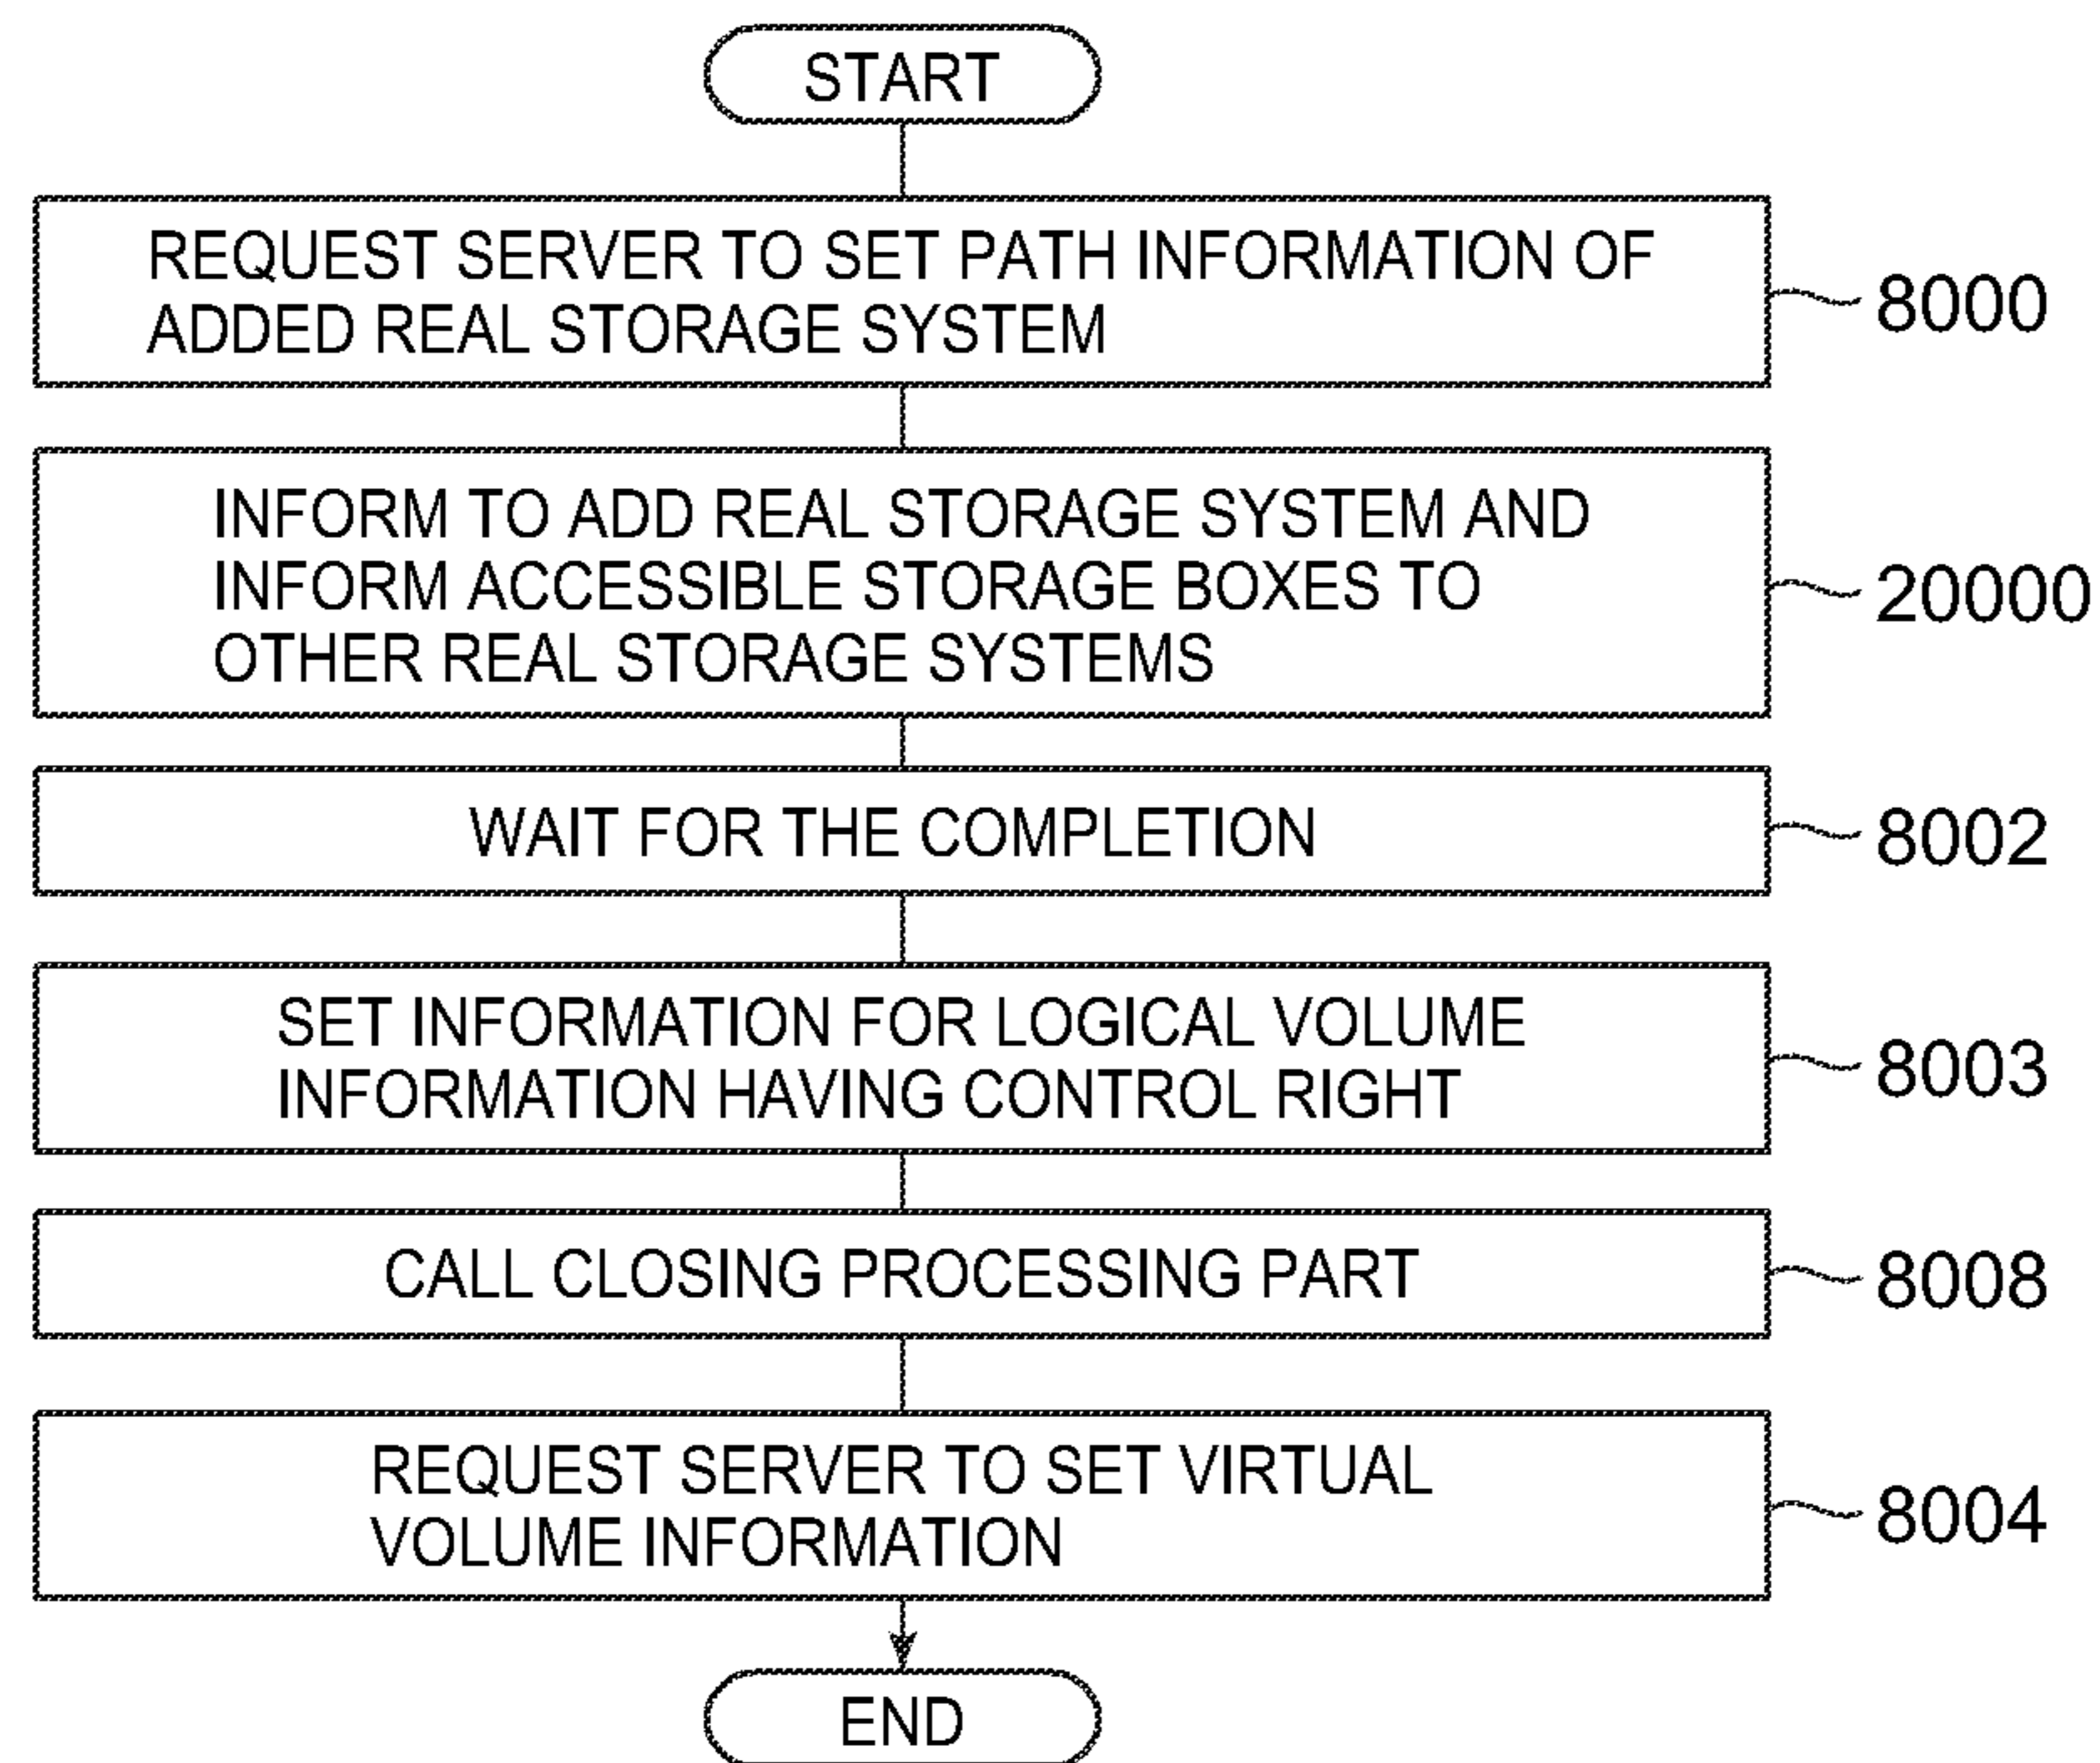 START
REQUEST SERVER TO SET PATH INFORMATION OF
ADDED REAL STORAGE SYSTEM
8000
INFORM TO ADD REAL STORAGE SYSTEM AND
INFORM ACCESSIBLE STORAGE BOXES TO
OTHER REAL STORAGE SYSTEMS
20000
WAIT FOR THE COMPLETION
8002
SET INFORMATION FOR LOGICAL VOLUME
INFORMATION HAVING CONTROL RIGHT
8003
CALL CLOSING PROCESSING PART
8008
REQUEST SERVER TO SET VIRTUAL
VOLUME INFORMATION
8004
END